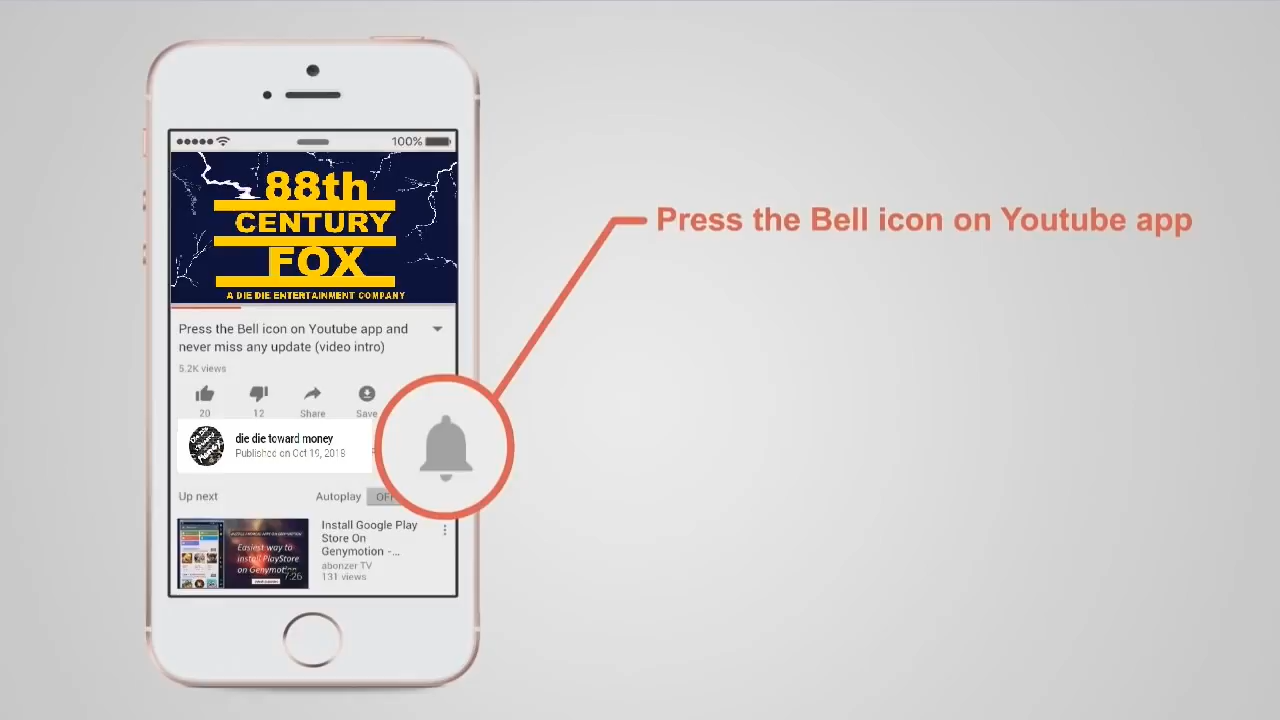 100%
88th
CENTURY
FOX
A DIE DIE ENTERTAINMENT COMPANY
Press the Bell icon on Youtube app
Press the Bell icon on Youtube app and
never miss any update (video intro)
5.2K views
20
12
Share
Save
die die toward money
Published on Oct 19, 2018
Up next
Autoplay
Install Google Play
Store On
Genymotion -...
abonzer TV
131 views
Easiest way to
install PlayStore
on Genymotion
7:26